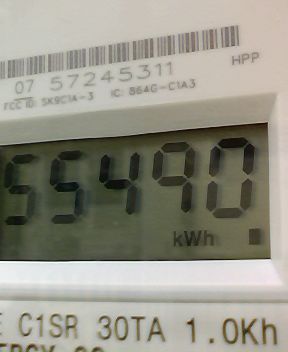 HPP
07 57245311
FCC ID: SK9C1A-3 IC: 864G-C1A3
55490
kWh
C1SR 30TA 1.0Kh